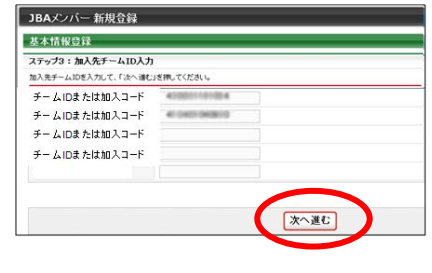 JBAメンバー 新規登録
基本情報登録
ステップ3：加入先チームID入力
加入先チームIDを入力して、「次へ進む」を押してください。
チームIDまたは加入コード
チームIDまたは加入コード
チームIDまたは加入コード
チームIDまたは加入コード
次へ進む